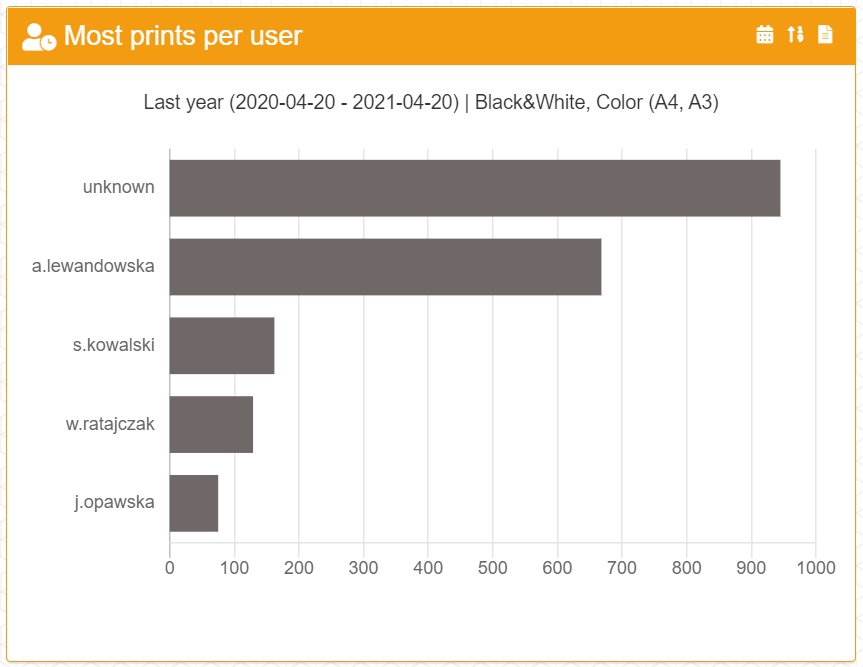 Most prints per user
Last year (2020-04-20 - 2021-04-20) | Black&White, Color (A4, A3)
unknown
a.lewandowska
s.kowalski
w.ratajczak
j.opawska
0 100 200 300 400 500 600 700 800 900 1000